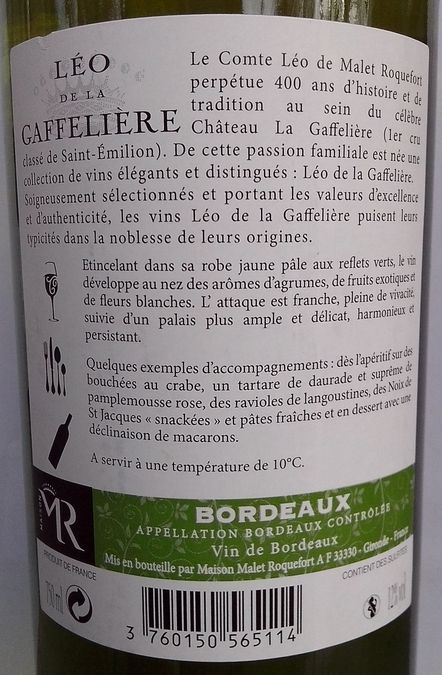 LÉO
DE LA
GAFFELIÈRE
Le Comte Léo de Malet Roquefort
perpétue 400 ans d'histoire et de
tradition au sein du célèbre
Château La Gaffelière (1er cru
classé de Saint-Émilion). De cette passion familiale est née une
collection de vins élégants et distingués : Léo de la Gaffelière.
Soigneusement sélectionnés et portant les valeurs d'excellence
et d'authenticité, les vins Léo de la Gaffelière puisent leurs
typicités dans la noblesse de leurs origines.
Etincelant dans sa robe jaune pâle aux reflets verts, le vin
développe au nez des arômes d'agrumes, de fruits exotiques et
de fleurs blanches. L' attaque est franche, pleine de vivacité,
suivie d'un palais plus ample et délicat, harmonieux et
persistant.
Quelques exemples d'accompagnements : dès l'apéritif sur des
bouchées au crabe, un tartare de daurade et suprême de
pamplemousse rose, des ravioles de langoustines, des Noix de
St Jacques « snackées » et pâtes fraîches et en dessert avec une
déclinaison de macarons.
A servir à une température de 10°C.
MAISON
MR
BORDEAUX
APPELLATION BORDEAUX CONTRÔLÉE
Vin de Bordeaux
Mis en bouteille par Maison Malet Roquefort A F 33330 - Gironde - France
PRODUIT DE FRANCE
CONTIENT DES SULFITES
750 ml
12% vol.
3 760150 565114